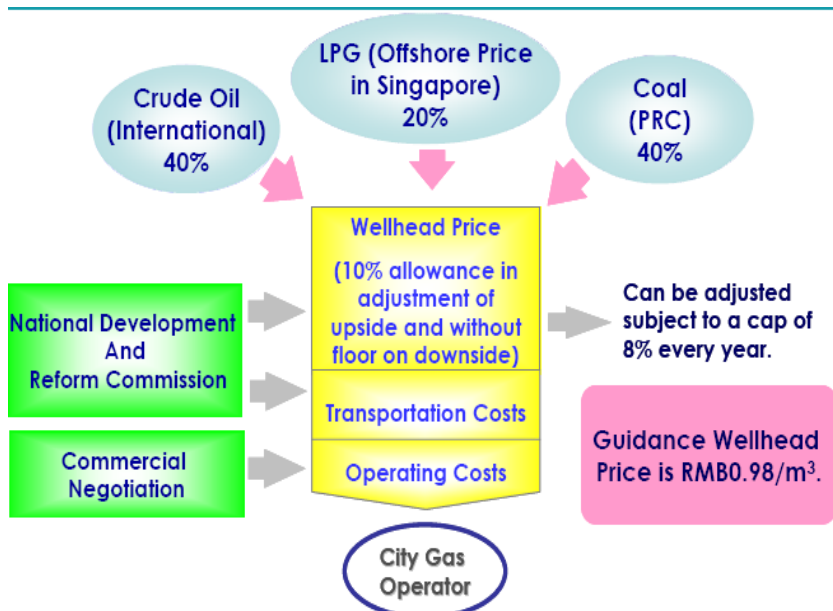 LPG (Offshore Price
in Singapore)
20%
Crude Oil
(International)
40%
Coal
(PRC)
40%
Wellhead Price
(10% allowance in
adjustment of
upside and without
floor on downside)
National Development
And
Reform Commission
Can be adjusted
subject to a cap of
8% every year.
Transportation Costs
Guidance Wellhead
Price is RMB0.98/m³.
Commercial
Negotiation
Operating Costs
City Gas
Operator